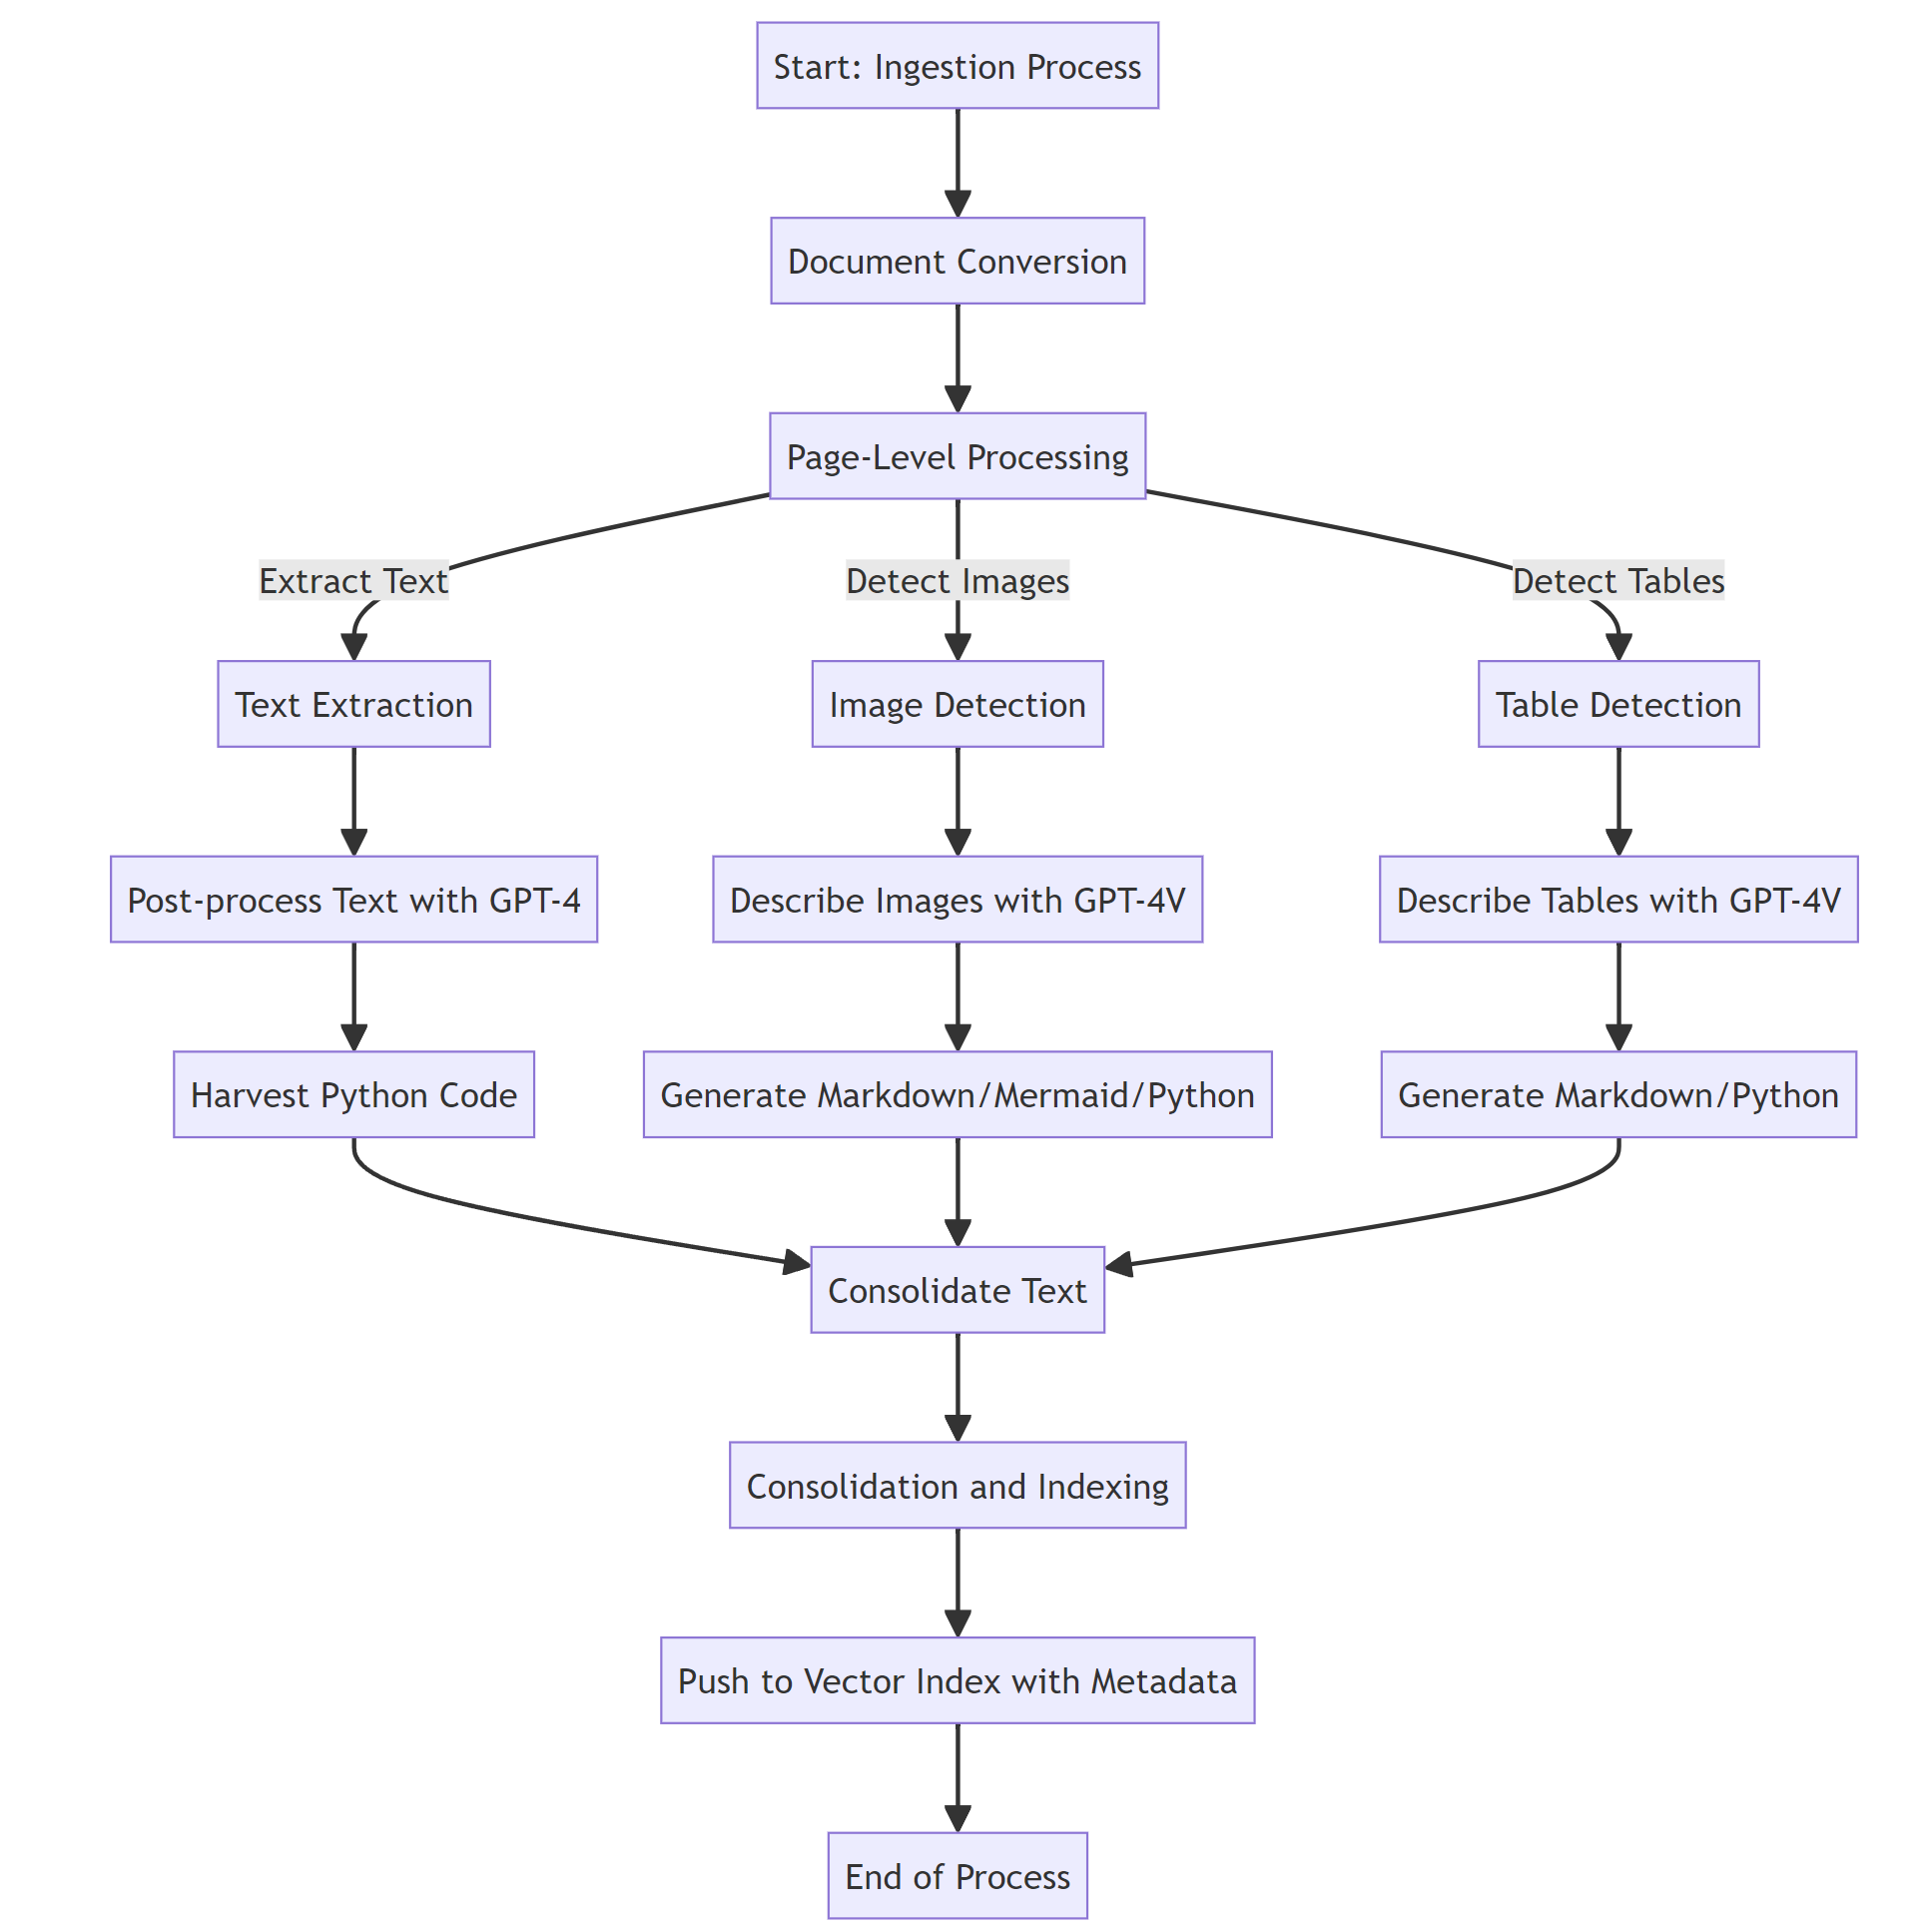 Start: Ingestion Process
Document Conversion
Page-Level Processing
Extract Text
Detect Images
Detect Tables
Text Extraction
Image Detection
Table Detection
Post-process Text with GPT-4
Describe Images with GPT-4V
Describe Tables with GPT-4V
Harvest Python Code
Generate Markdown/Mermaid/Python
Generate Markdown/Python
Consolidate Text
Consolidation and Indexing
Push to Vector Index with Metadata
End of Process